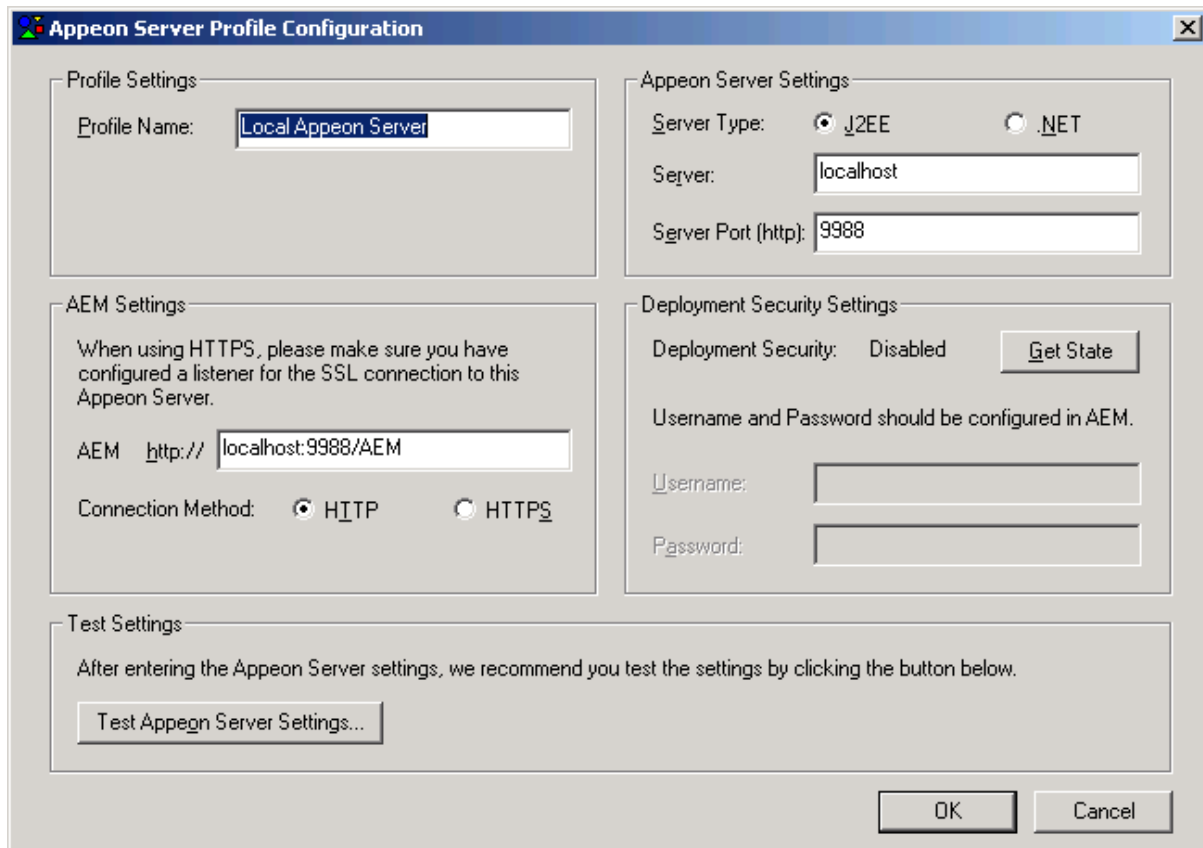 Appeon Server Profile Configuration
Profile Settings
Profile Name: Local Appeon Server
Appeon Server Settings
Server Type: J2EE .NET
Server: localhost
Server Port (http): 9988
AEM Settings
When using HTTPS, please make sure you have
configured a listener for the SSL connection to this
Appeon Server.
AEM http:// localhost:9988/AEM
Connection Method: HTTP HTTPS
Deployment Security Settings
Deployment Security: Disabled Get State
Username and Password should be configured in AEM.
Username:
Password:
Test Settings
After entering the Appeon Server settings, we recommend you test the settings by clicking the button below.
Test Appeon Server Settings...
OK Cancel